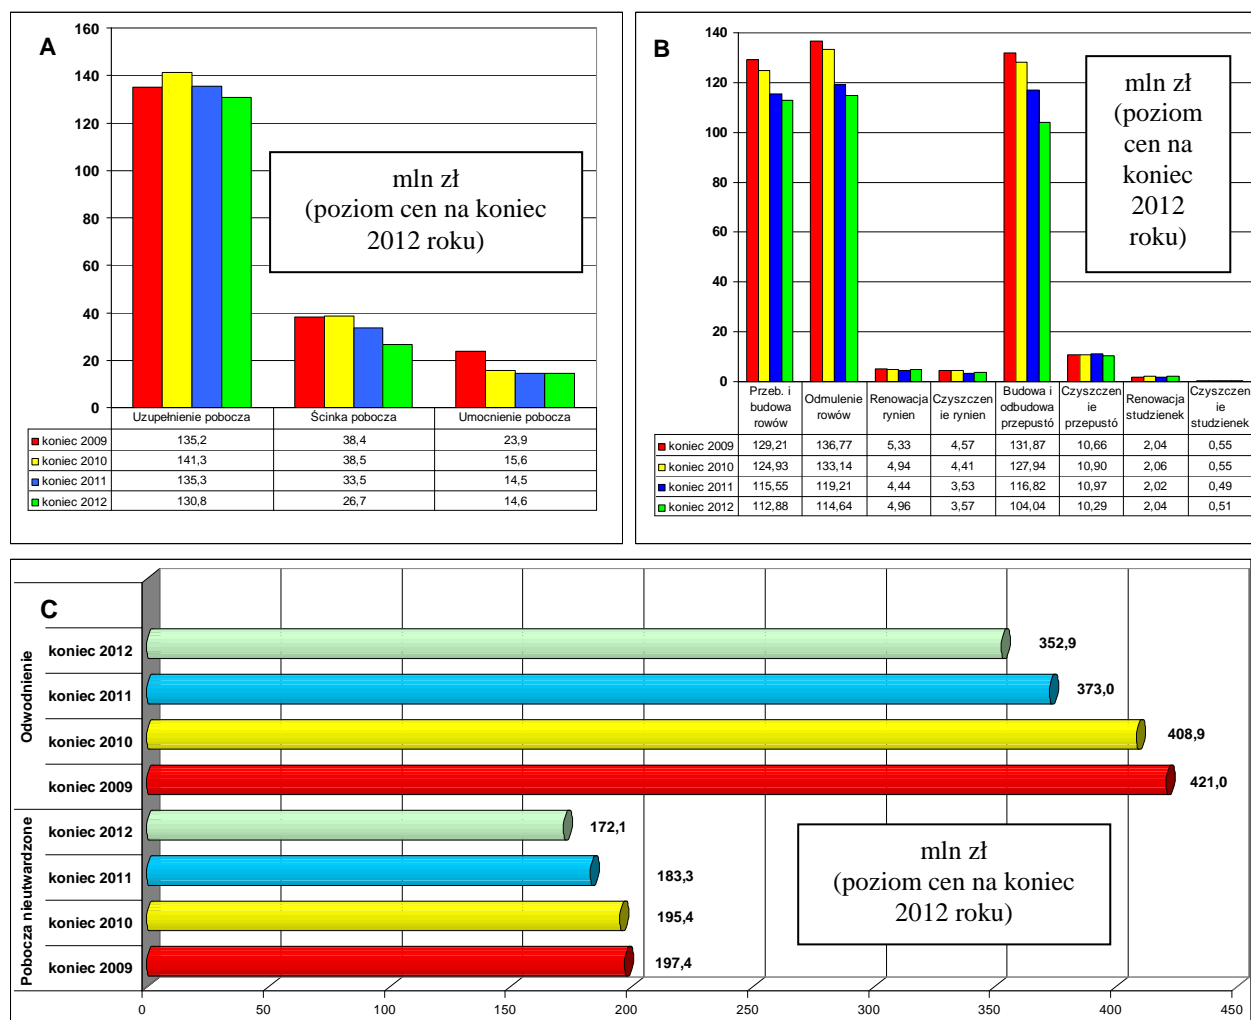 A
160
140
120
100
80
60
40
20
0
mln zł
(poziom cen na koniec
2012 roku)
Uzupełnienie pobocza Ścinka pobocza Umocnienie pobocza
koniec 2009 135,2 38,4 23,9
koniec 2010 141,3 38,5 15,6
koniec 2011 135,3 33,5 14,5
koniec 2012 130,8 26,7 14,6
B
140
120
100
80
60
40
20
0
mln zł
(poziom
cen na
koniec
2012
roku)
Przeb. i
budowa
rowów
Odmulenie
rowów
Renowacja
rynien
Czyszczen
ie rynien
Budowa i
odbudowa
przepustó
Czyszczen
ie
przepustó
Renowacja
studzienek
Czyszczen
ie
studzienek
koniec 2009 129,21 136,77 5,33 4,57 131,87 10,66 2,04 0,55
koniec 2010 124,93 133,14 4,94 4,41 127,94 10,90 2,06 0,55
koniec 2011 115,55 119,21 4,44 3,53 116,82 10,97 2,02 0,49
koniec 2012 112,88 114,64 4,96 3,57 104,04 10,29 2,04 0,51
C
Odwodnienie
koniec 2012 352,9
koniec 2011 373,0
koniec 2010 408,9
koniec 2009 421,0
Pobocza nieutwardzone
koniec 2012 172,1
koniec 2011 183,3
koniec 2010 195,4
koniec 2009 197,4
mln zł
(poziom cen na koniec
2012 roku)
0 50 100 150 200 250 300 350 400 450